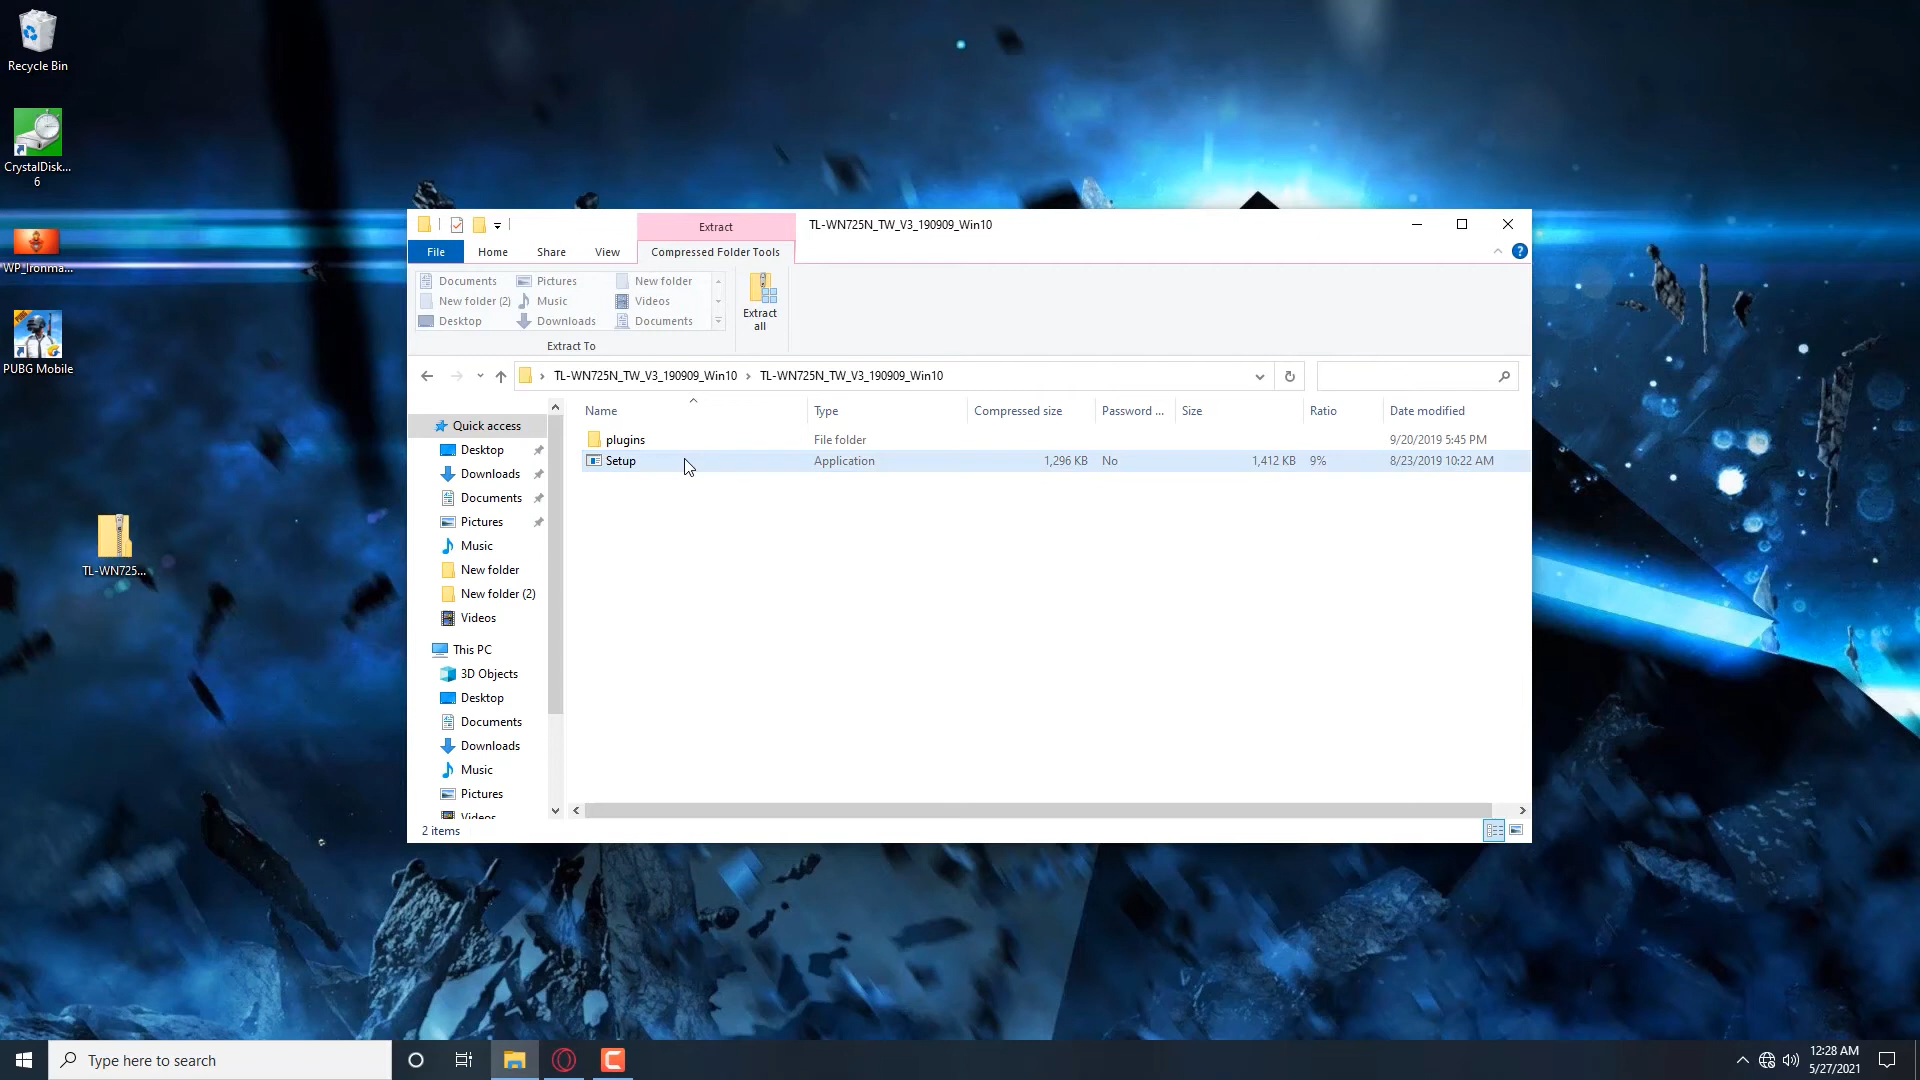 Recycle Bin
CrystalDisk...
6
WP_Ironma...
PUBG Mobile
TL-WN725...
Extract
TL-WN725N_TW_V3_190909_Win10
File
Home
Share
View
Compressed Folder Tools
Documents
Pictures
New folder
New folder (2)
Music
Videos
Desktop
Downloads
Documents
Extract To
Extract
all
TL-WN725N_TW_V3_190909_Win10 › TL-WN725N_TW_V3_190909_Win10
Name
Type
Compressed size
Password ...
Size
Ratio
Date modified
plugins
File folder
9/20/2019 5:45 PM
Setup
Application
1,296 KB
No
1,412 KB
9%
8/23/2019 10:22 AM
Quick access
Desktop
Downloads
Documents
Pictures
Music
New folder
New folder (2)
Videos
This PC
3D Objects
Desktop
Documents
Downloads
Music
Pictures
Videos
2 items
Type here to search
12:28 AM
5/27/2021